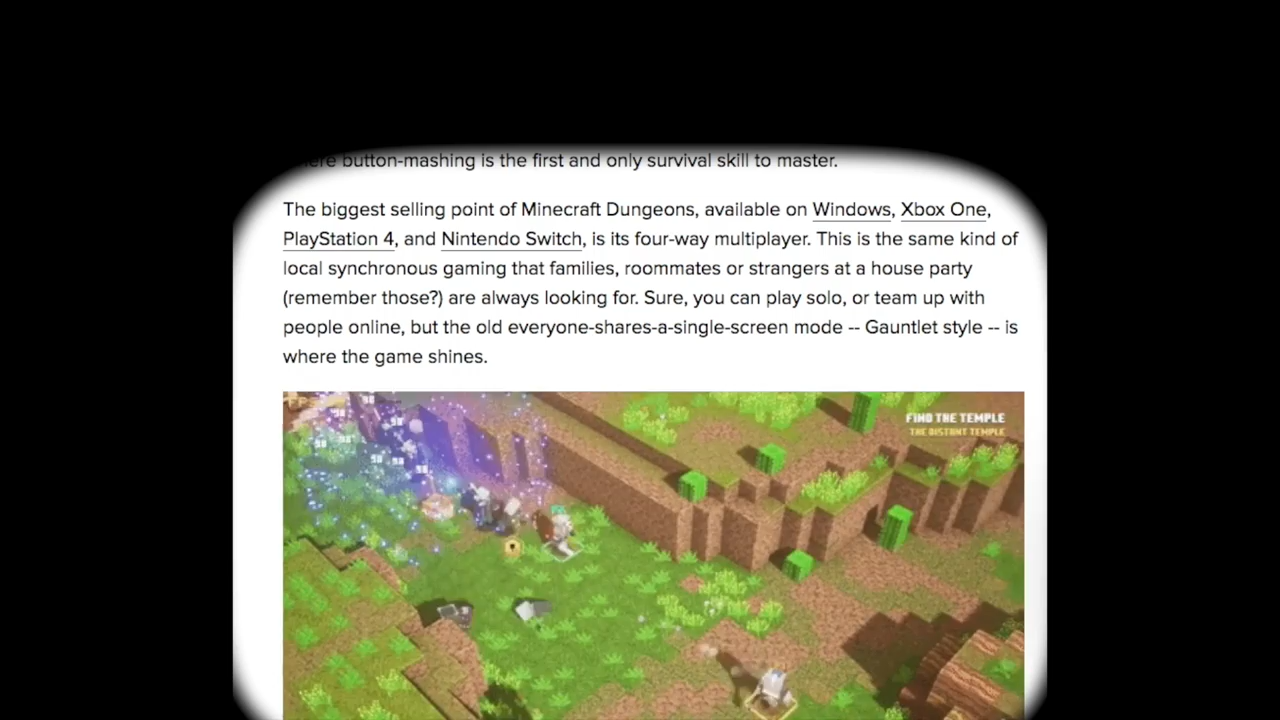 button-mashing is the first and only survival skill to master.
The biggest selling point of Minecraft Dungeons, available on Windows, Xbox One,
PlayStation 4, and Nintendo Switch, is its four-way multiplayer. This is the same kind of
local synchronous gaming that families, roommates or strangers at a house party
(remember those?) are always looking for. Sure, you can play solo, or team up with
people online, but the old everyone-shares-a-single-screen mode -- Gauntlet style -- is
where the game shines.
FIND THE TEMPLE
THE DISTANT TEMPLE